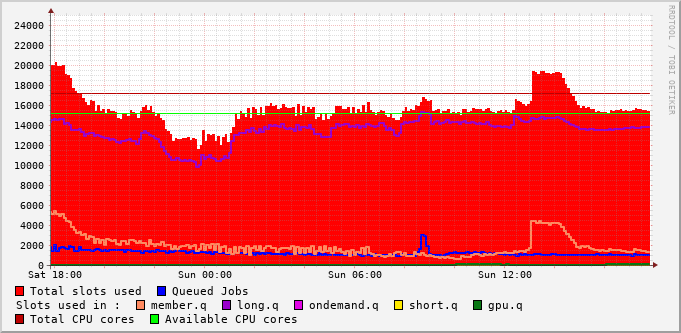 24000
22000
20000
18000
16000
14000
12000
10000
8000
6000
4000
2000
0
Sat 18:00 Sun 00:00 Sun 06:00 Sun 12:00
RRDTOOL / TOBI OETIKER
Total slots used Queued Jobs
Slots used in : member.q long.q ondemand.q short.q gpu.q
Total CPU cores Available CPU cores